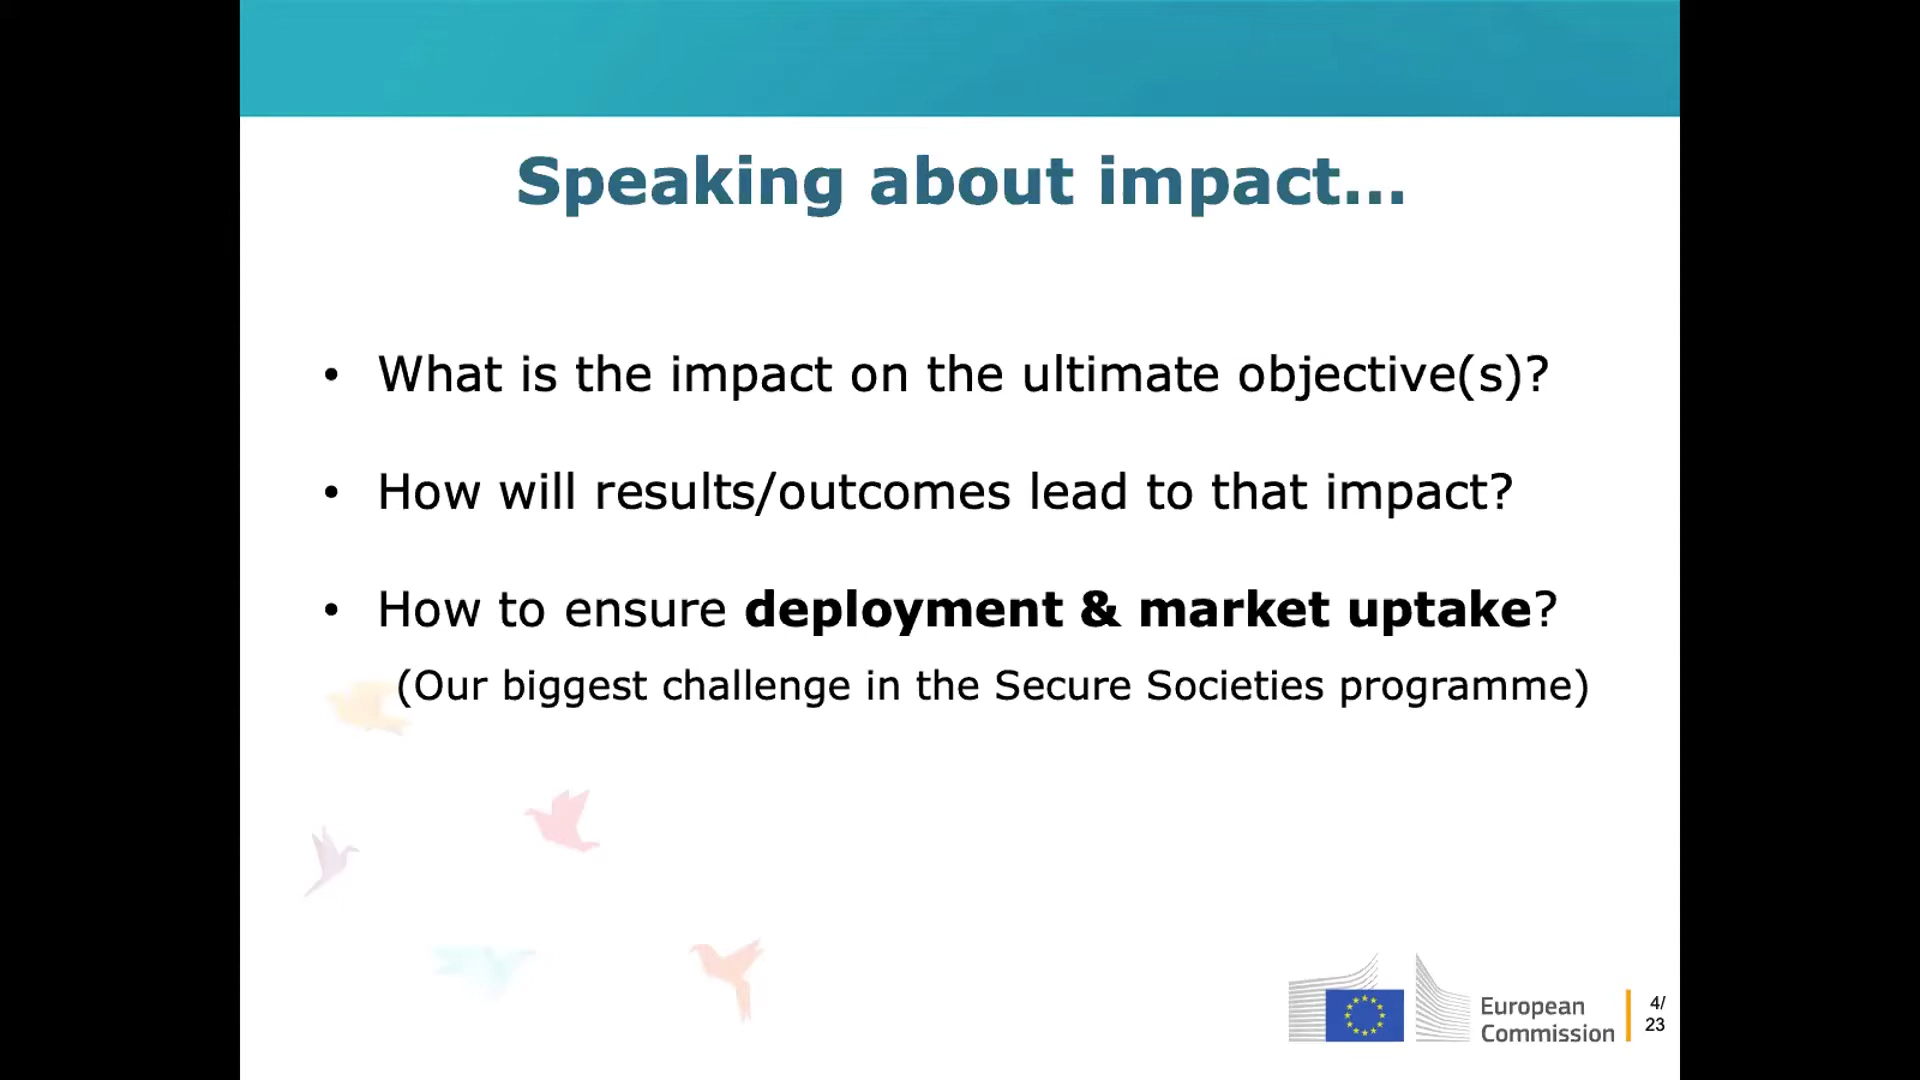 Speaking about impact...
• What is the impact on the ultimate objective(s)?
• How will results/outcomes lead to that impact?
• How to ensure deployment & market uptake?
(Our biggest challenge in the Secure Societies programme)
European
Commission
4/
23